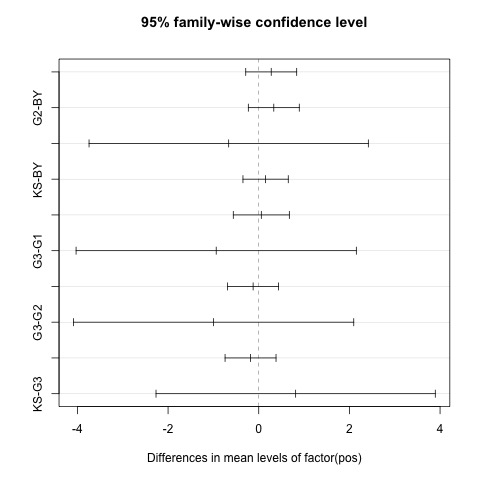 95% family-wise confidence level
G2-BY
KS-BY
G3-G1
G3-G2
KS-G3
-4 -2 0 2 4
Differences in mean levels of factor(pos)